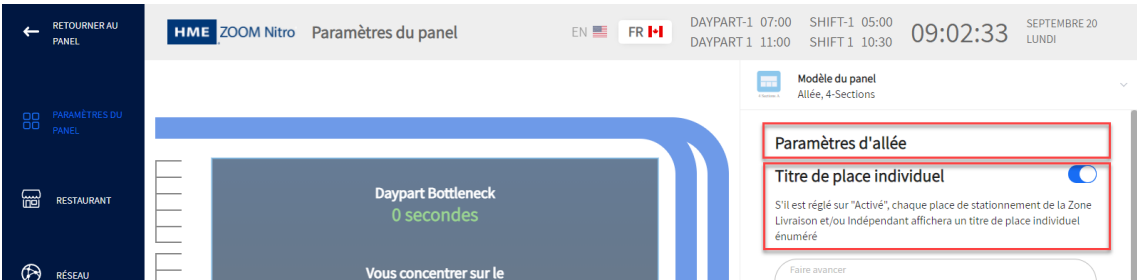 RETOURNER AU
PANEL
HME ZOOM Nitro Paramètres du panel
EN FR
DAYPART-1 07:00 SHIFT-1 05:00
DAYPART 1 11:00 SHIFT 1 10:30
09:02:33
SEPTEMBRE 20
LUNDI
PARAMÈTRES DU
PANEL
RESTAURANT
RÉSEAU
Daypart Bottleneck
0 secondes
Vous concentrer sur le
Modèle du panel
Allée, 4-Sections
Paramètres d'allée
Titre de place individuel
S'il est réglé sur "Activé", chaque place de stationnement de la Zone
Livraison et/ou Indépendant affichera un titre de place individuel
énuméré
Faire avancer